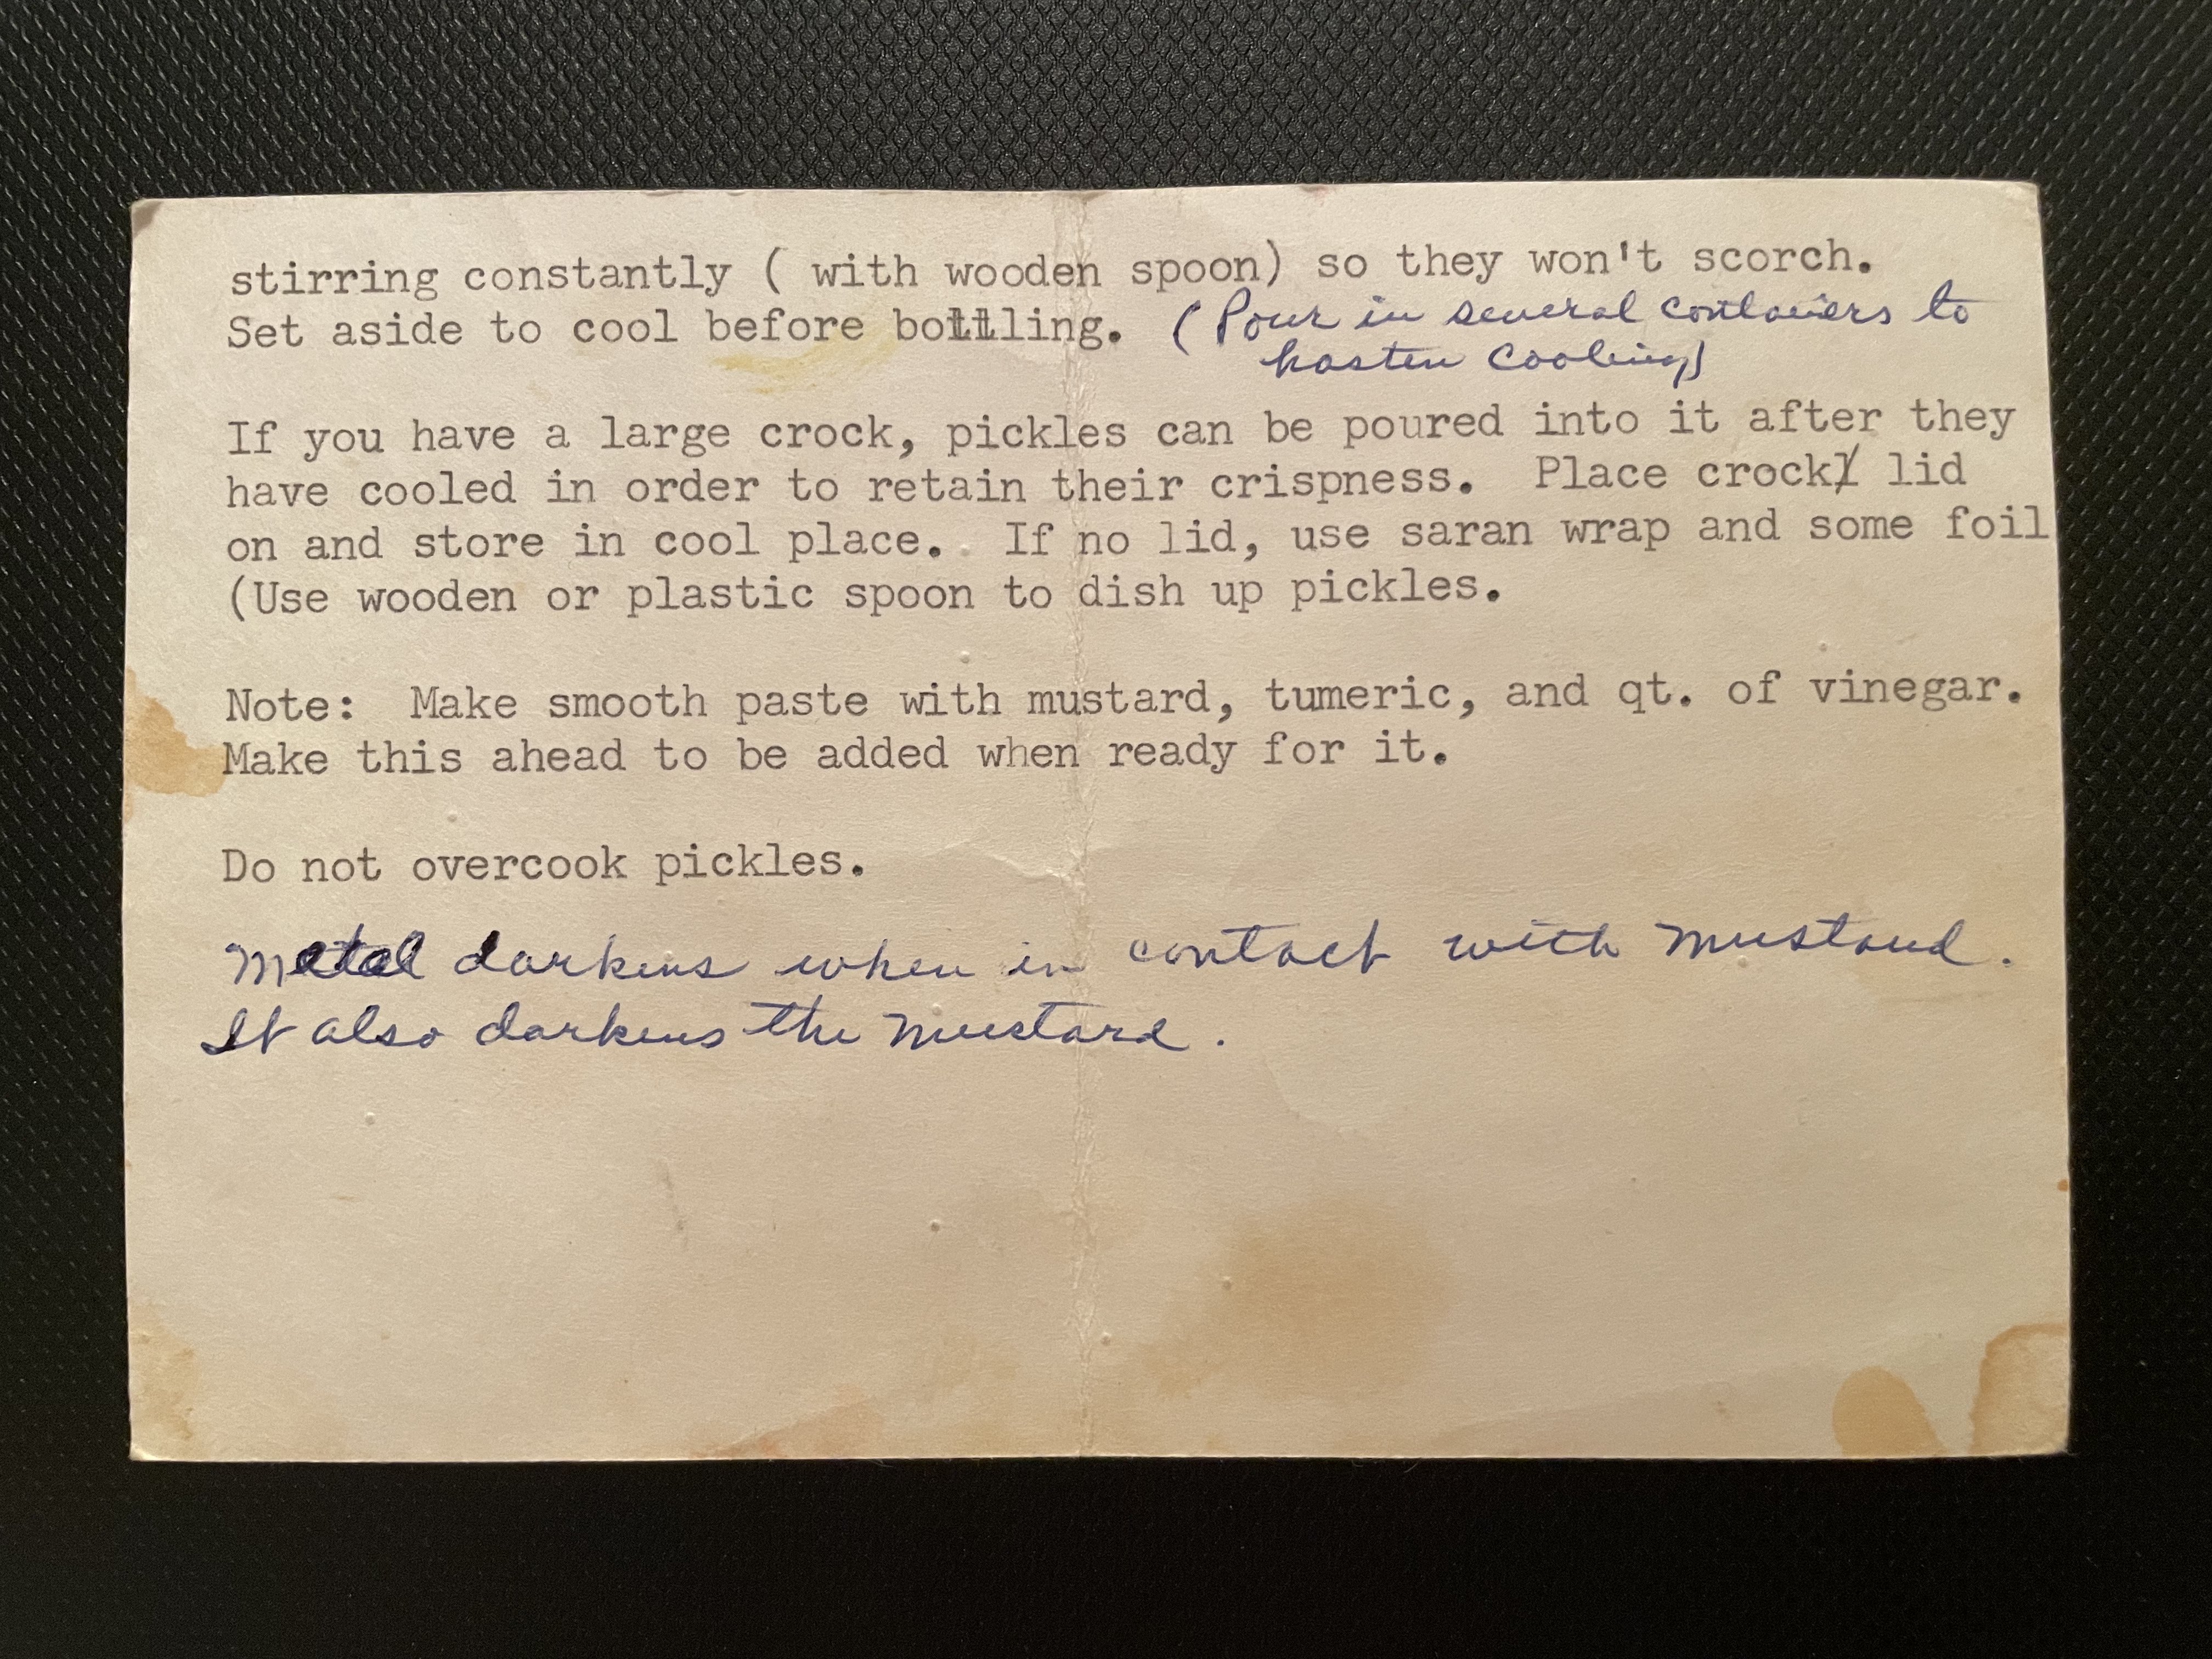 stirring constantly ( with wooden spoon) so they won't scorch.
Set aside to cool before bottling. (Pour in several containers to
hasten cooling)
If you have a large crock, pickles can be poured into it after they
have cooled in order to retain their crispness. Place crock lid
on and store in cool place. If no lid, use saran wrap and some foil
(Use wooden or plastic spoon to dish up pickles.
Note: Make smooth paste with mustard, tumeric, and qt. of vinegar.
Make this ahead to be added when ready for it.
Do not overcook pickles.
Metal darkens when in contact with mustard.
It also darkens the mustard.